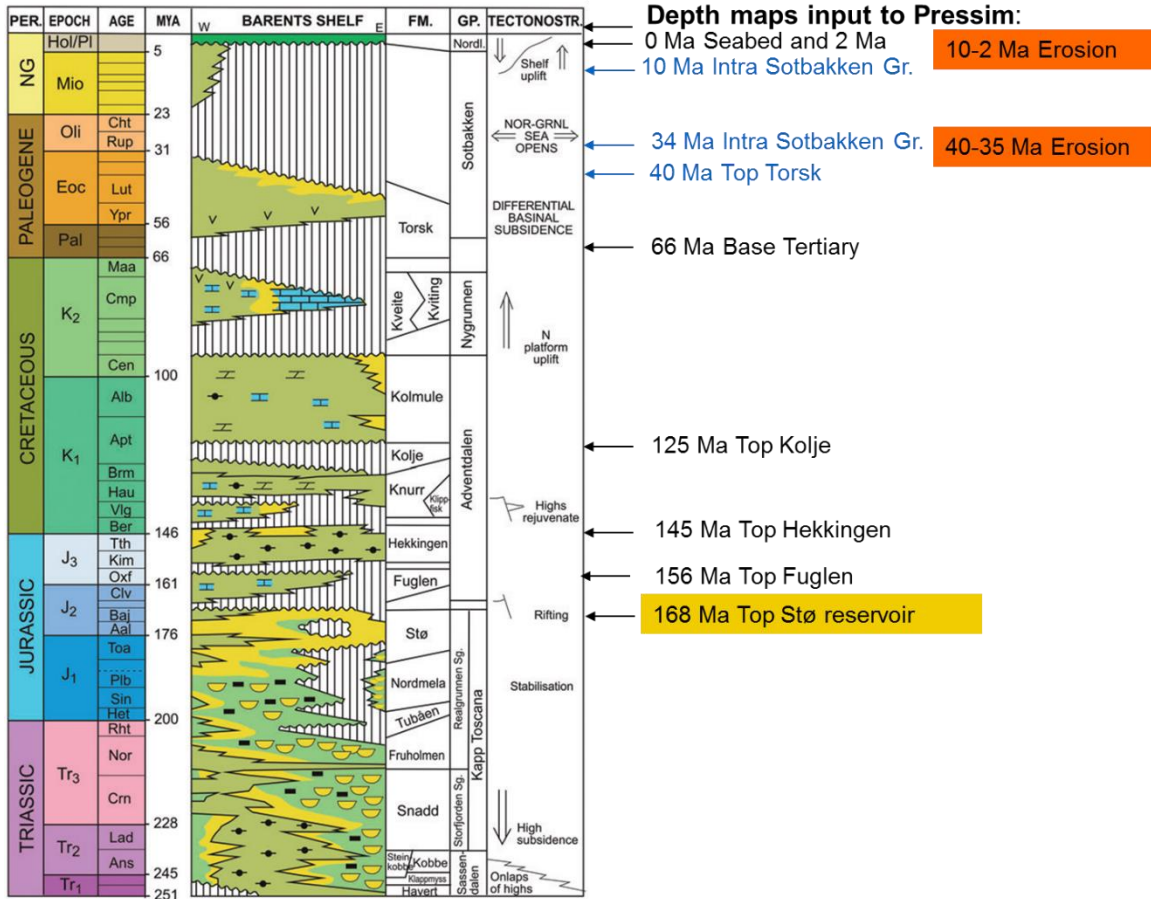 PER. EPOCH AGE MYA BARENTS SHELF FM. GP. TECTONOSTR.
W E
Depth maps input to Pressim:
0 Ma Seabed and 2 Ma
10-2 Ma Erosion
10 Ma Intra Sotbakken Gr.
34 Ma Intra Sotbakken Gr.
40-35 Ma Erosion
40 Ma Top Torsk
66 Ma Base Tertiary
125 Ma Top Kolje
145 Ma Top Hekkingen
156 Ma Top Fuglen
168 Ma Top Stø reservoir
NG
PALEOGENE
CRETACEOUS
JURASSIC
TRIASSIC
Hol/Pl
Mio
Oli
Eoc
Pal
K2
K1
J3
J2
J1
Tr3
Tr2
Tr1
Cht
Rup
Lut
Ypr
Maa
Cmp
Cen
Alb
Apt
Brm
Hau
Vlg
Ber
Tth
Kim
Oxf
Clv
Baj
Aal
Toa
Plb
Sin
Het
Rht
Nor
Crn
Lad
Ans
5
23
31
56
66
100
146
161
176
200
228
245
251
Torsk
Kveite
Kviting
Kolmule
Kolje
Knurr
Klipp-
fisk
Hekkingen
Fuglen
Stø
Nordmela
Tubåen
Fruholmen
Snadd
Stein-
kobbe
Kobbe
Klappmyss
Havert
Nordl.
Sotbakken
Nygrunnen
Adventdalen
Realgrunnen Sg.
Kapp Toscana
Storfjorden Sg.
Sassen-
dalen
Shelf
uplift
NOR-GRNL
SEA
OPENS
DIFFERENTIAL
BASINAL
SUBSIDENCE
N
platform
uplift
Highs
rejuvenate
Rifting
Stabilisation
High
subsidence
Onlaps
of highs